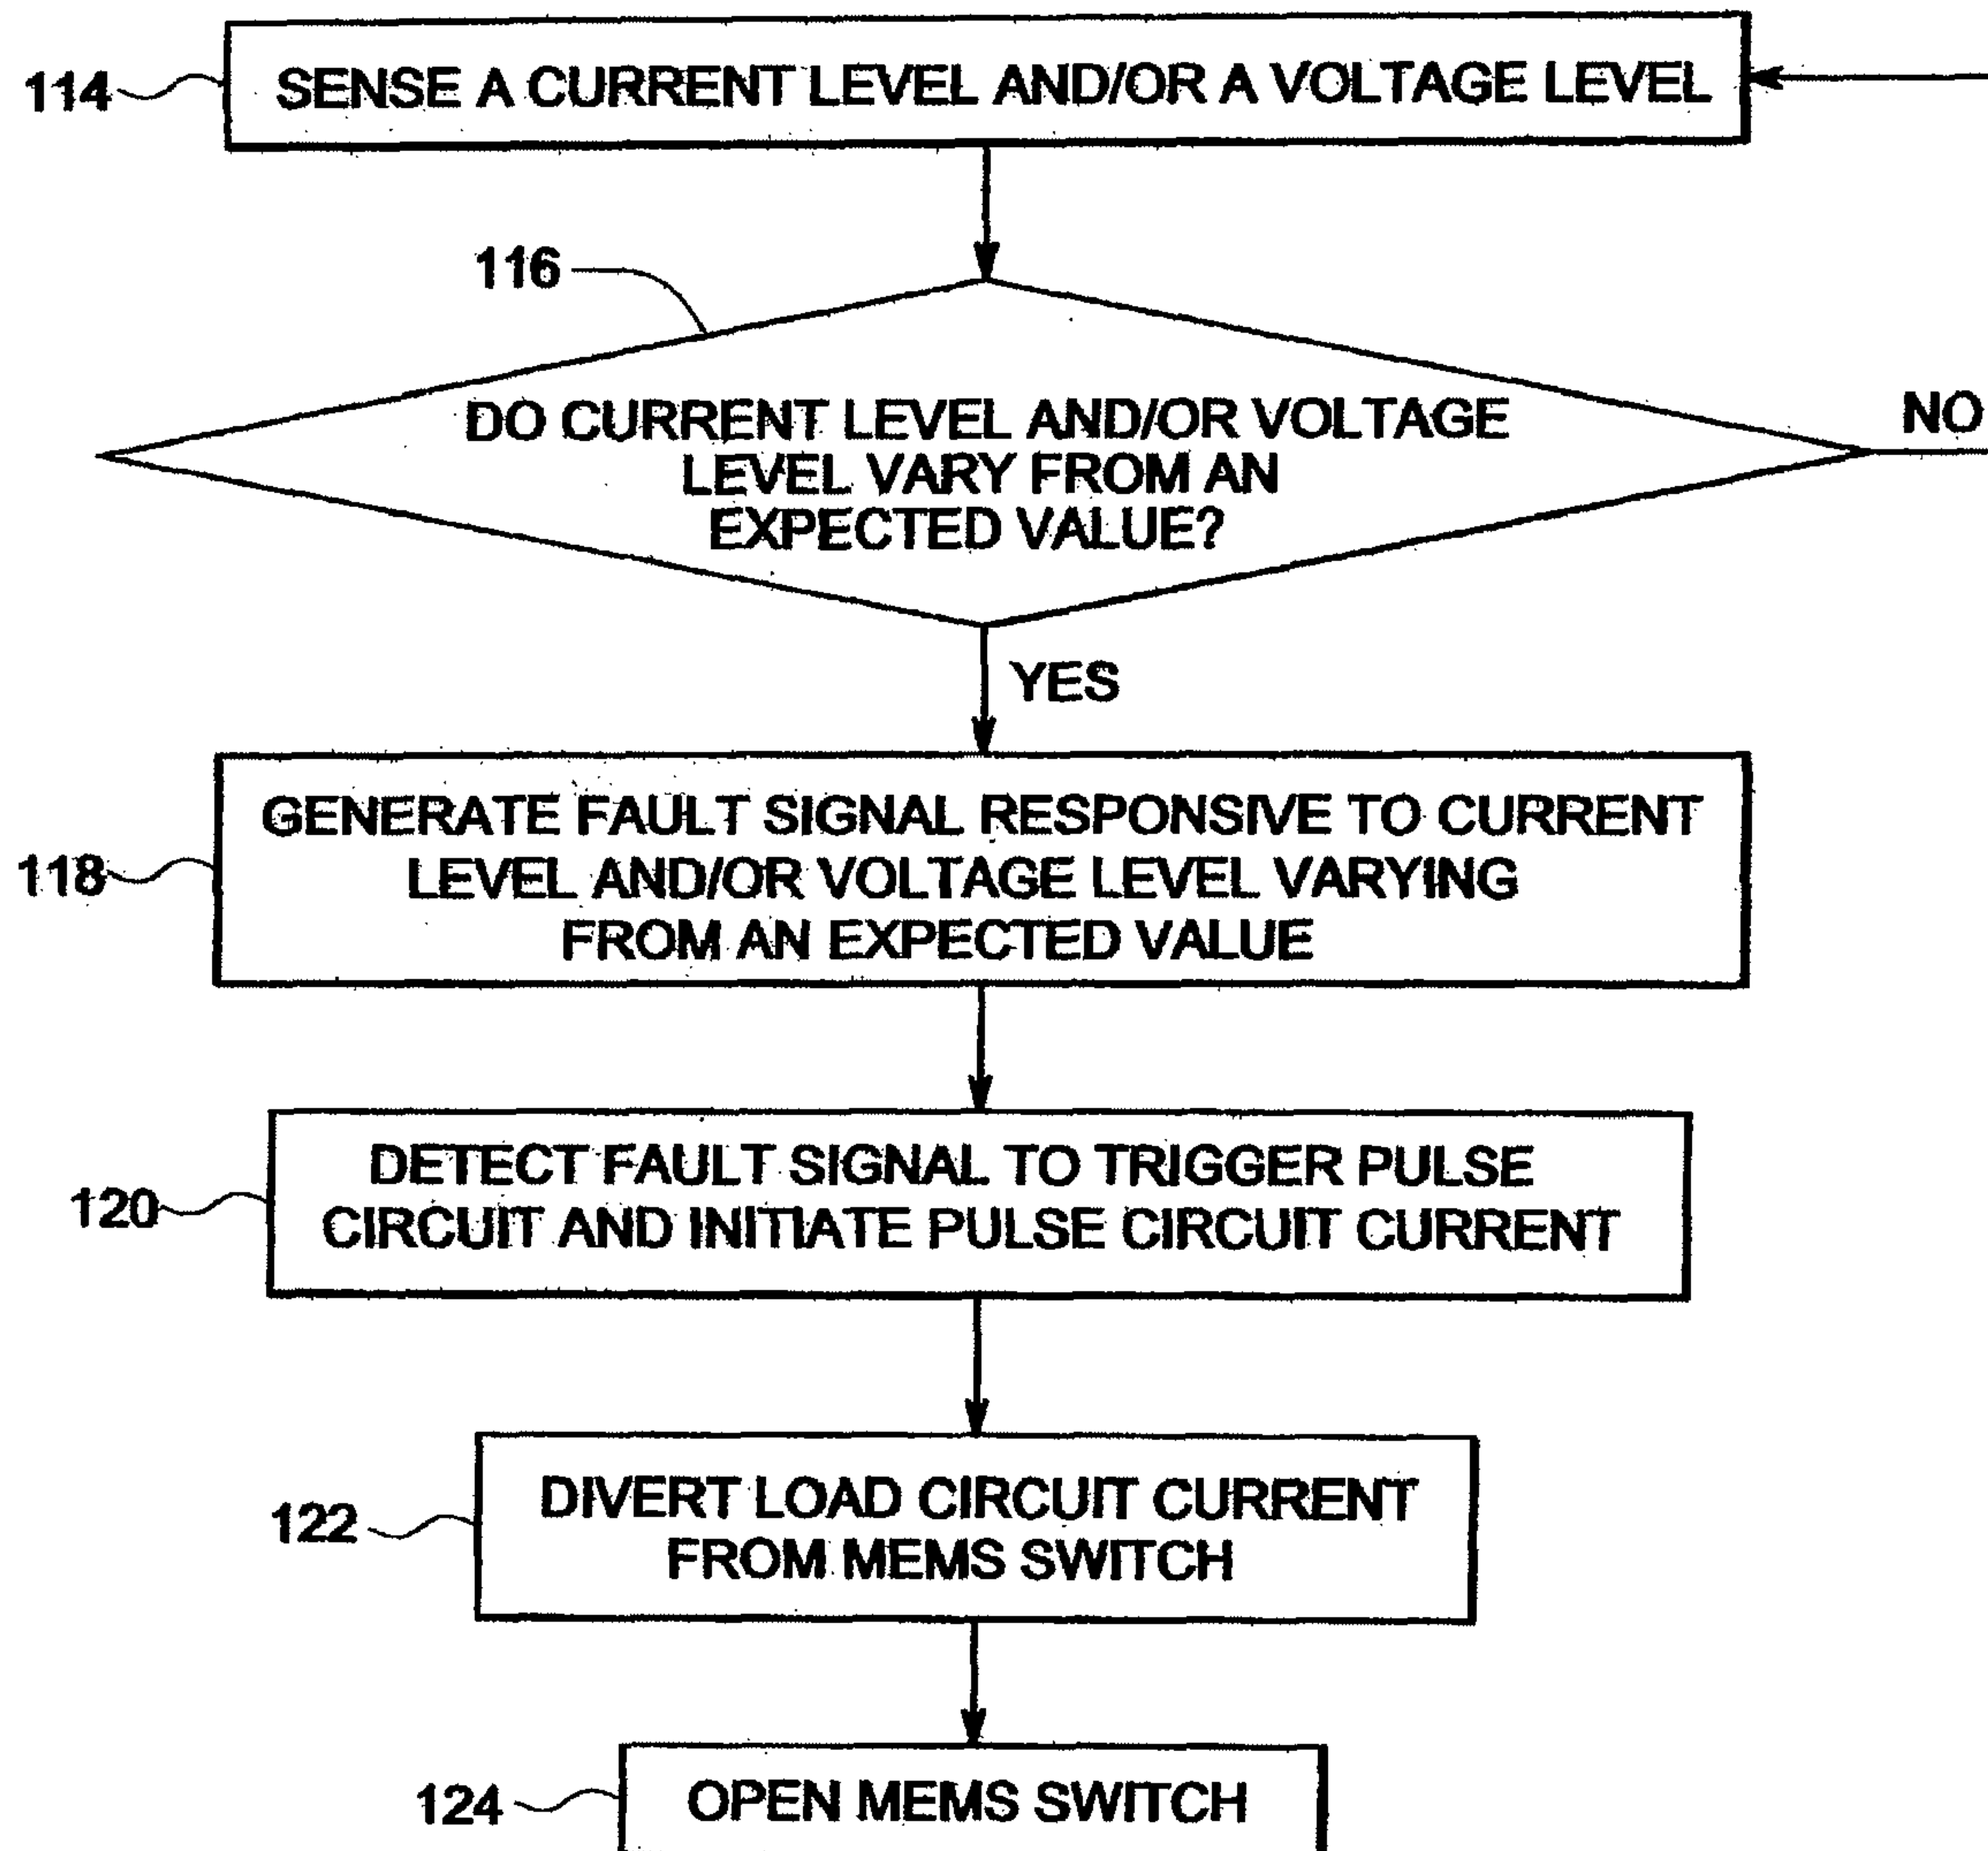 114
SENSE A CURRENT LEVEL AND/OR A VOLTAGE LEVEL
116
DO CURRENT LEVEL AND/OR VOLTAGE
LEVEL VARY FROM AN
EXPECTED VALUE?
NO
YES
118
GENERATE FAULT SIGNAL RESPONSIVE TO CURRENT
LEVEL AND/OR VOLTAGE LEVEL VARYING
FROM AN EXPECTED VALUE
120
DETECT FAULT SIGNAL TO TRIGGER PULSE
CIRCUIT AND INITIATE PULSE CIRCUIT CURRENT
122
DIVERT LOAD CIRCUIT CURRENT
FROM MEMS SWITCH
124
OPEN MEMS SWITCH